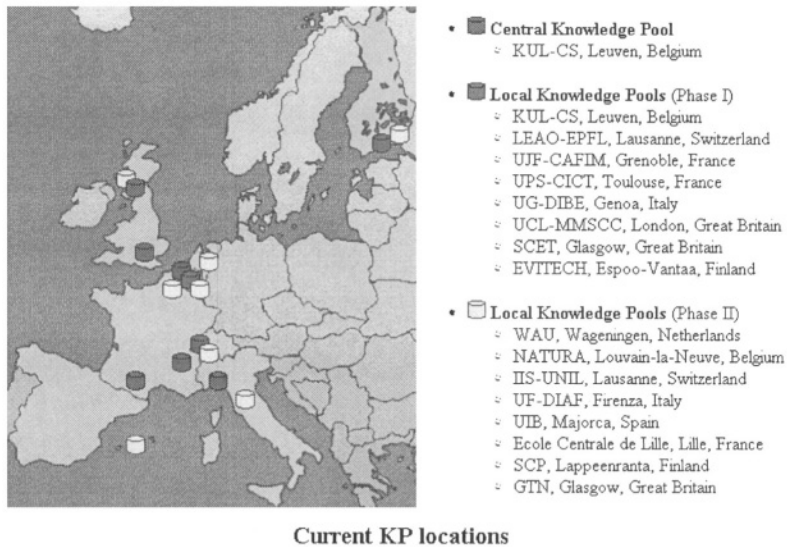 Central Knowledge Pool
KUL-CS, Leuven, Belgium
Local Knowledge Pools (Phase I)
KUL-CS, Leuven, Belgium
LEAO-EPFL, Lausanne, Switzerland
UJF-CAFIM, Grenoble, France
UPS-CICT, Toulouse, France
UG-DIBE, Genoa, Italy
UCL-MMSCC, London, Great Britain
SCET, Glasgow, Great Britain
EVITECH, Espoo-Vantaa, Finland
Local Knowledge Pools (Phase II)
WAU, Wageningen, Netherlands
NATURA, Louvain-la-Neuve, Belgium
IIS-UNIL, Lausanne, Switzerland
UF-DIAF, Firenza, Italy
UIB, Majorca, Spain
Ecole Centrale de Lille, Lille, France
SCP, Lappeenranta, Finland
GTN, Glasgow, Great Britain
Current KP locations